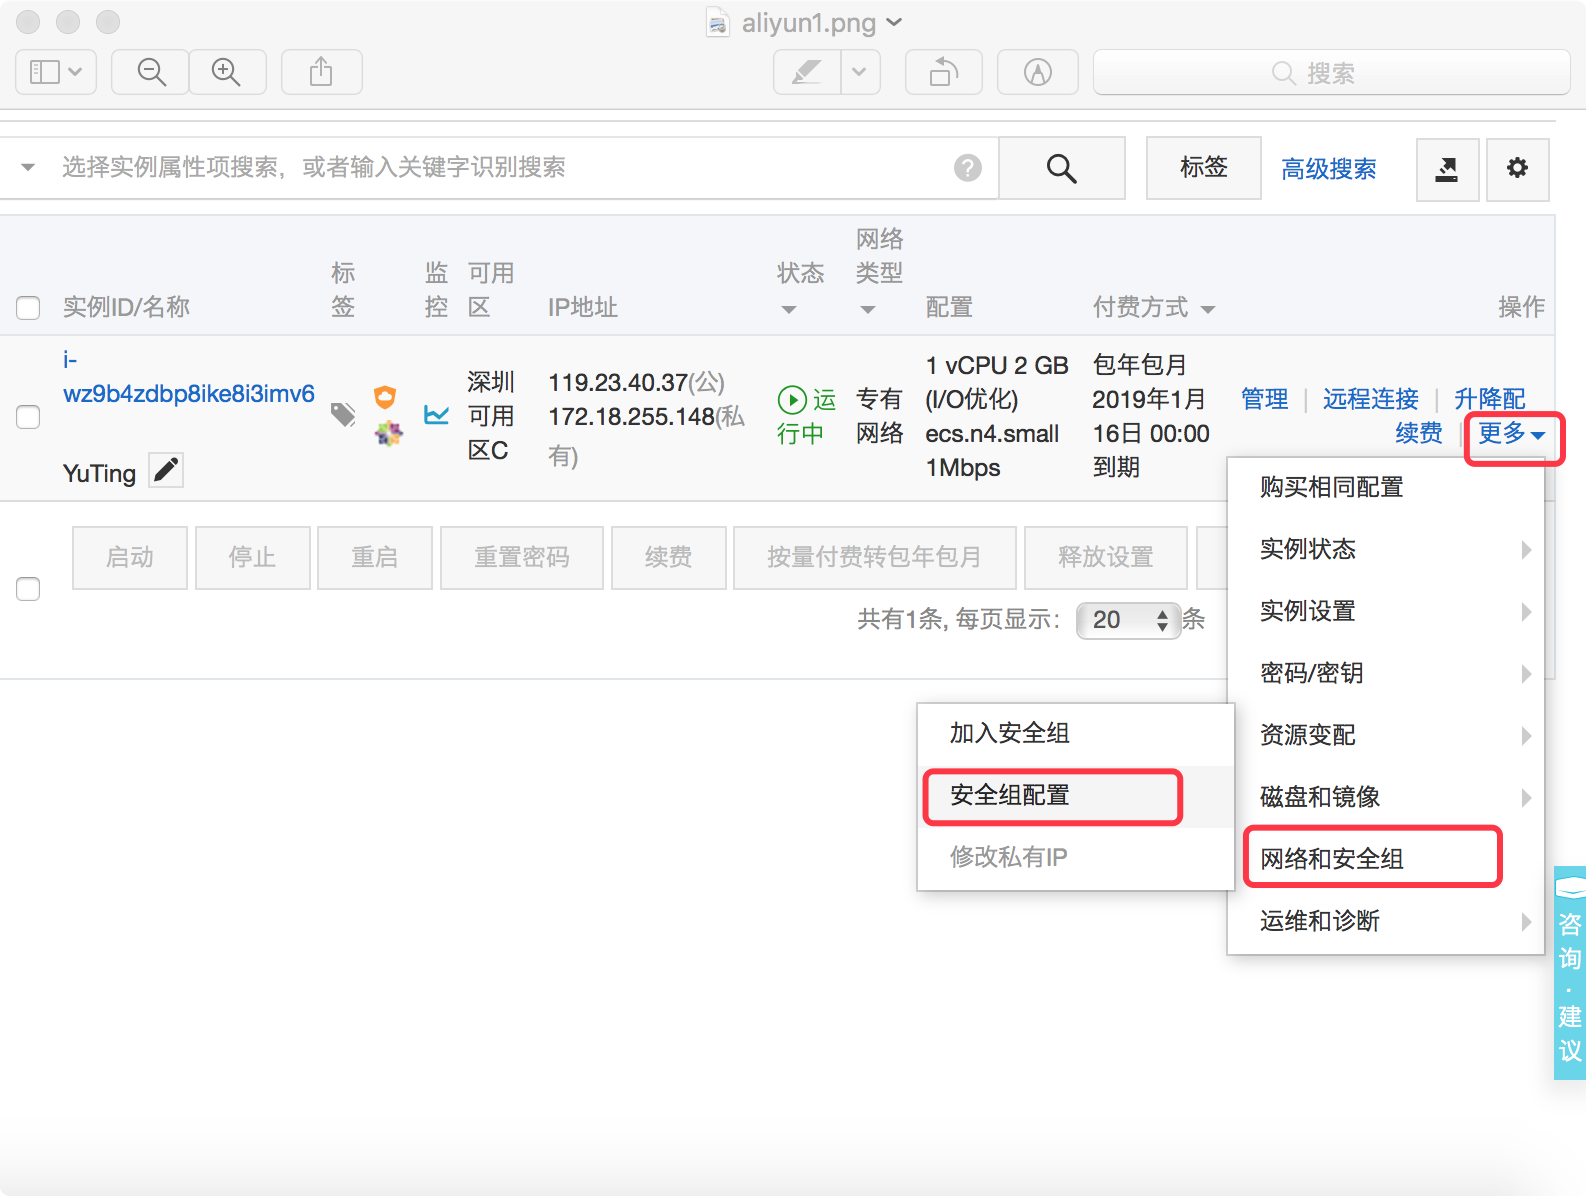 aliyun1.png
搜索
选择实例属性项搜索，或者输入关键字识别搜索
?
标签
高级搜索
实例ID/名称
标
签
监
控
可用
区
IP地址
状态
网络
类型
配置
付费方式
操作
i-
wz9b4zdbp8ike8i3imv6
YuTing
深圳
可用
区C
119.23.40.37(公)
172.18.255.148(私
有)
运
行中
专有
网络
1 vCPU 2 GB
(I/O优化)
ecs.n4.small
1Mbps
包年包月
2019年1月
16日 00:00
到期
管理 | 远程连接 | 升降配
续费 | 更多
启动
停止
重启
重置密码
续费
按量付费转包年包月
释放设置
共有1条, 每页显示: 20 条
购买相同配置
实例状态
实例设置
密码/密钥
资源变配
磁盘和镜像
网络和安全组
运维和诊断
加入安全组
安全组配置
修改私有IP
咨
询
·
建
议